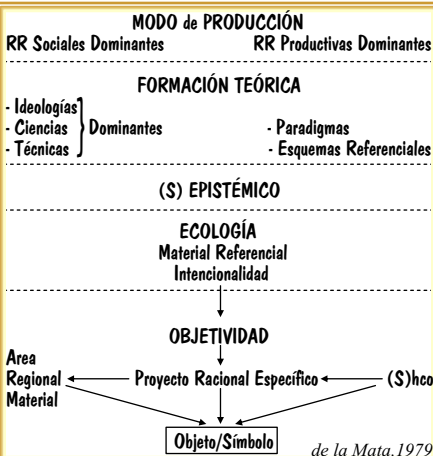 MODO de PRODUCCIÓN
RR Sociales Dominantes RR Productivas Dominantes
FORMACIÓN TEÓRICA
- Ideologías
- Ciencias Dominantes - Paradigmas
- Técnicas - Esquemas Referenciales
(S) EPISTÉMICO
ECOLOGÍA
Material Referencial
Intencionalidad
OBJETIVIDAD
Area
Regional Proyecto Racional Específico (S)hco
Material
Objeto/Símbolo
de la Mata,1979